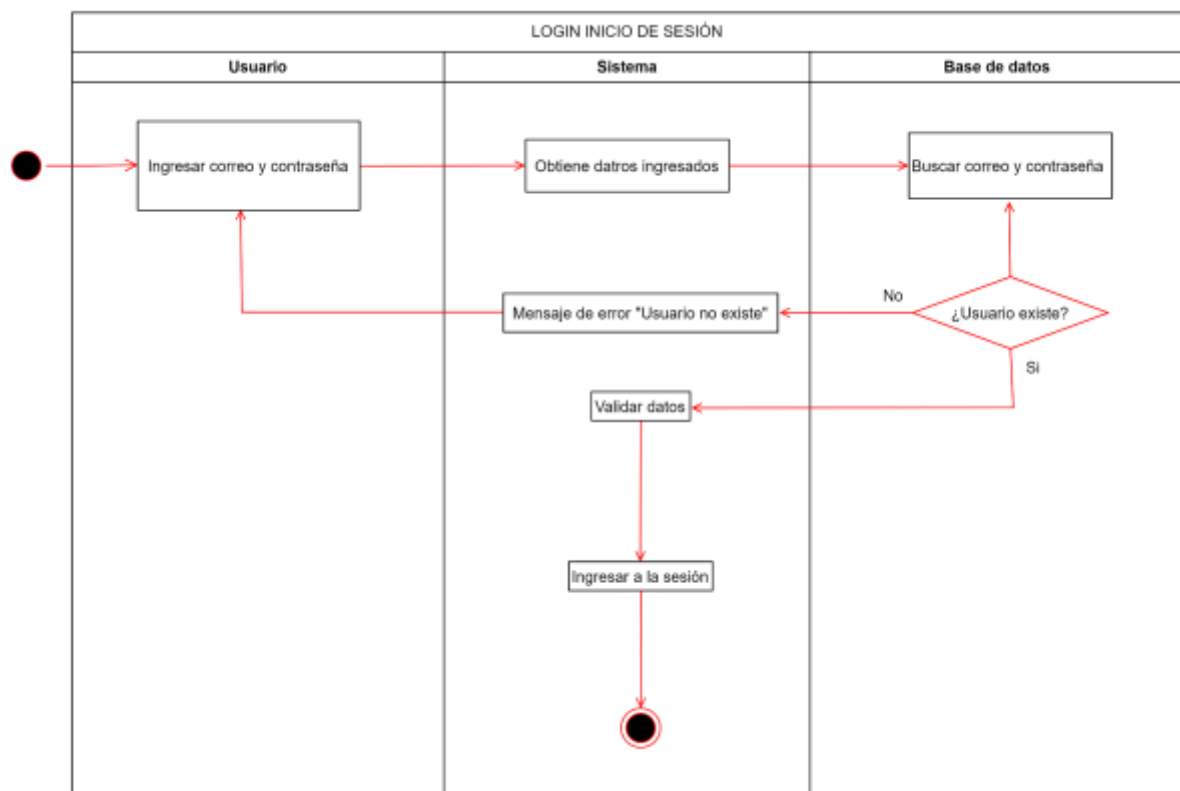 LOGIN INICIO DE SESIÓN
Usuario
Sistema
Base de datos
Ingresar correo y contraseña
Obtiene datros ingresados
Buscar correo y contraseña
No
Mensaje de error "Usuario no existe"
¿Usuario existe?
Si
Validar datos
Ingresar a la sesión